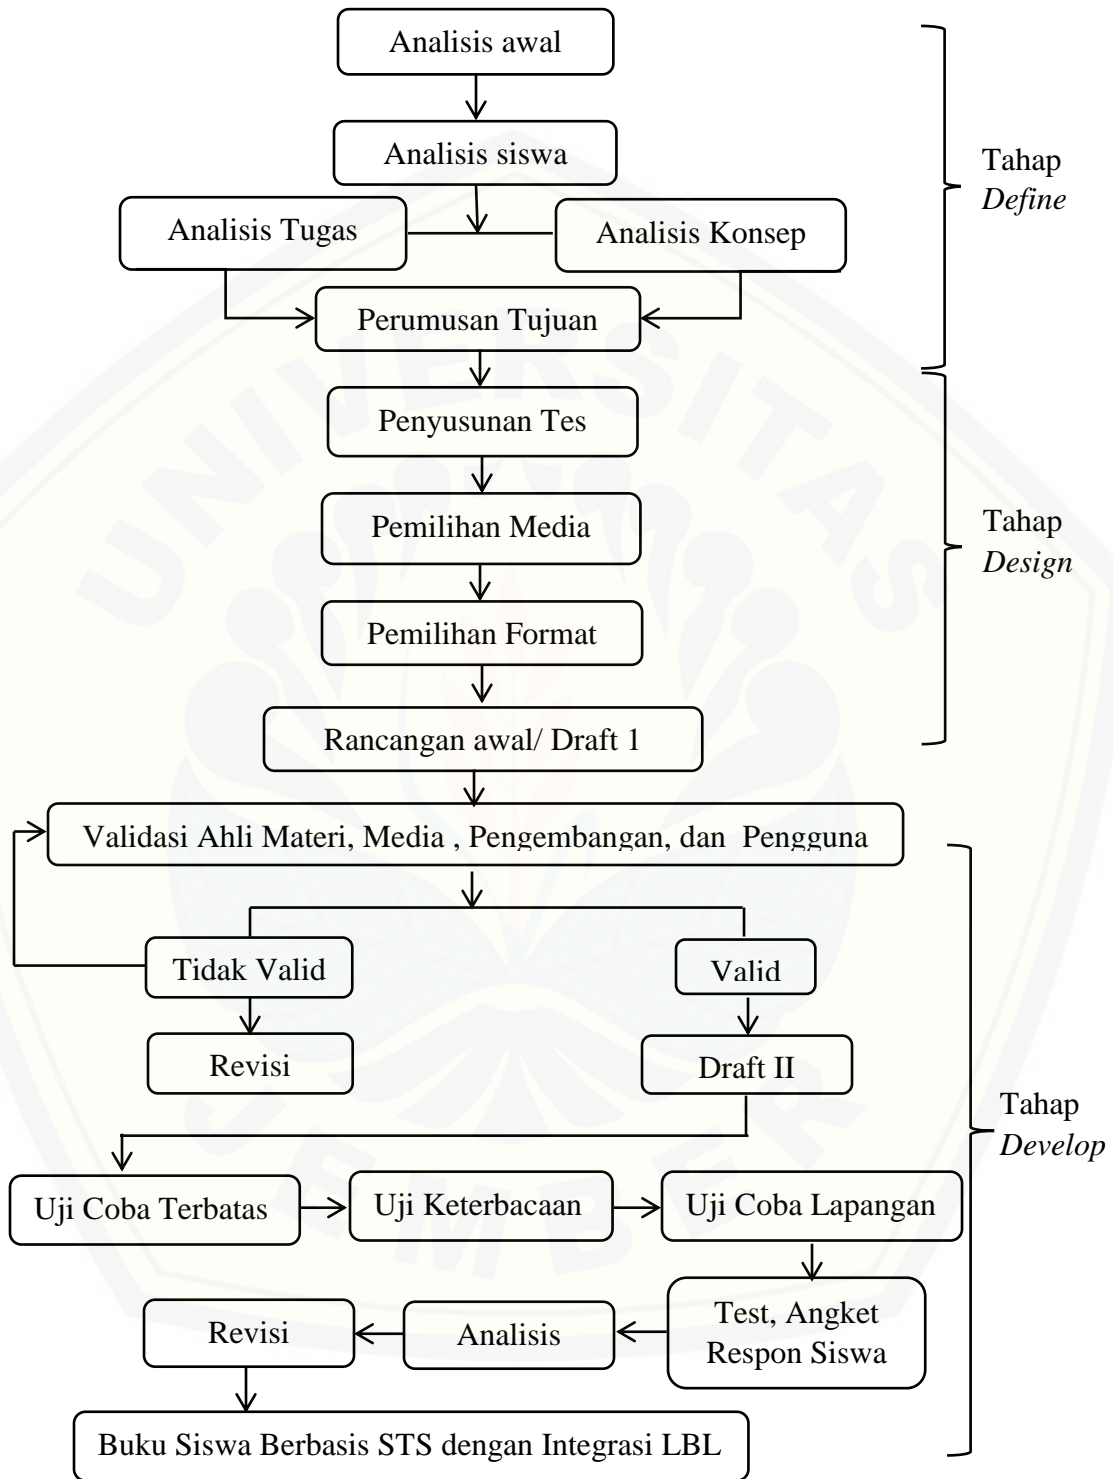 Analisis awal
Analisis siswa
Tahap
Define
Analisis Tugas
Analisis Konsep
Perumusan Tujuan
Penyusunan Tes
Pemilihan Media
Tahap
Design
Pemilihan Format
Rancangan awal/ Draft 1
Validasi Ahli Materi, Media , Pengembangan, dan Pengguna
Tidak Valid
Valid
Revisi
Draft II
Tahap
Develop
Uji Coba Terbatas
Uji Keterbacaan
Uji Coba Lapangan
Test, Angket
Respon Siswa
Analisis
Revisi
Buku Siswa Berbasis STS dengan Integrasi LBL
UNIVERSITAS
JEMBER